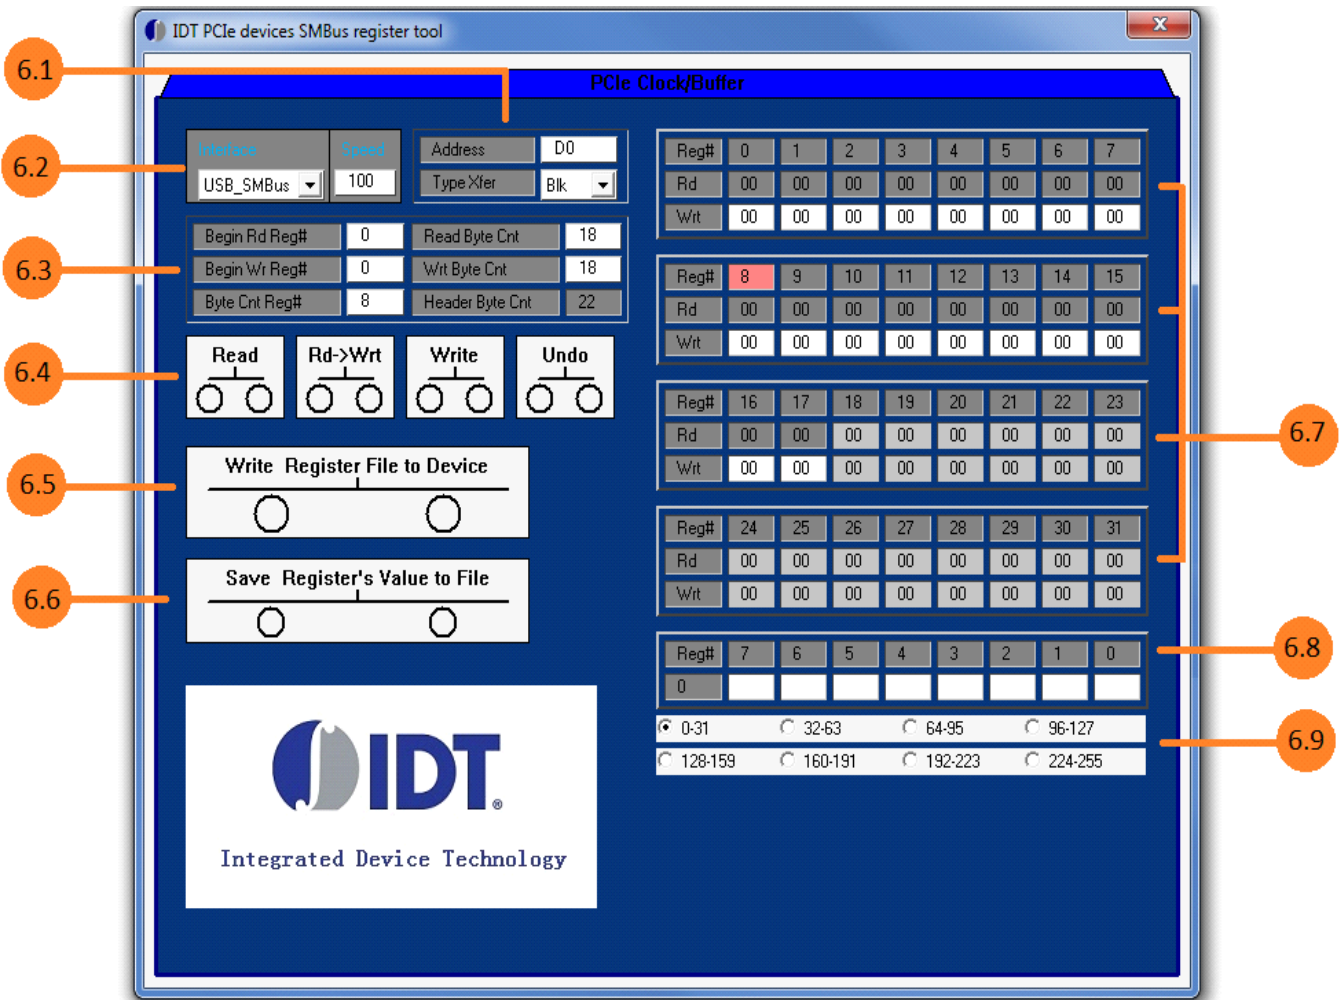 IDT PCIe devices SMBus register tool
X
6.1
PCIe Clock/Buffer
6.2
Interface Speed
USB_SMBus 100
Address D0
Type Xfer Blk
6.3
Begin Rd Reg# 0 Read Byte Cnt 18
Begin Wr Reg# 0 Wrt Byte Cnt 18
Byte Cnt Reg# 8 Header Byte Cnt 22
6.4
Read Rd->Wrt Write Undo
6.5
Write Register File to Device
6.6
Save Register's Value to File
IDT®
Integrated Device Technology
Reg# 0 1 2 3 4 5 6 7
Rd 00 00 00 00 00 00 00 00
Wrt 00 00 00 00 00 00 00 00
Reg# 8 9 10 11 12 13 14 15
Rd 00 00 00 00 00 00 00 00
Wrt 00 00 00 00 00 00 00 00
Reg# 16 17 18 19 20 21 22 23
Rd 00 00 00 00 00 00 00 00
Wrt 00 00 00 00 00 00 00 00
6.7
Reg# 24 25 26 27 28 29 30 31
Rd 00 00 00 00 00 00 00 00
Wrt 00 00 00 00 00 00 00 00
Reg# 7 6 5 4 3 2 1 0
0
6.8
0-31 32-63 64-95 96-127
128-159 160-191 192-223 224-255
6.9